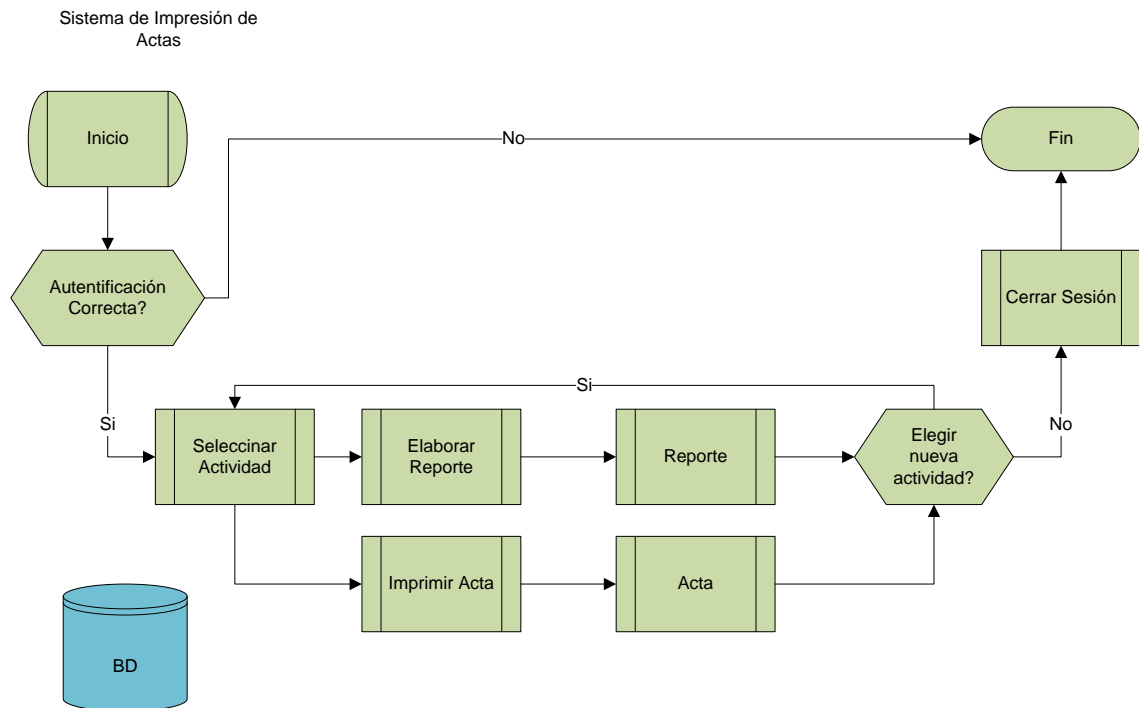 Sistema de Impresión de
Actas
Inicio
No
Fin
Autentificación
Correcta?
Cerrar Sesión
Si
Si
No
Seleccinar
Actividad
Elaborar
Reporte
Reporte
Elegir
nueva
actividad?
Imprimir Acta
Acta
BD